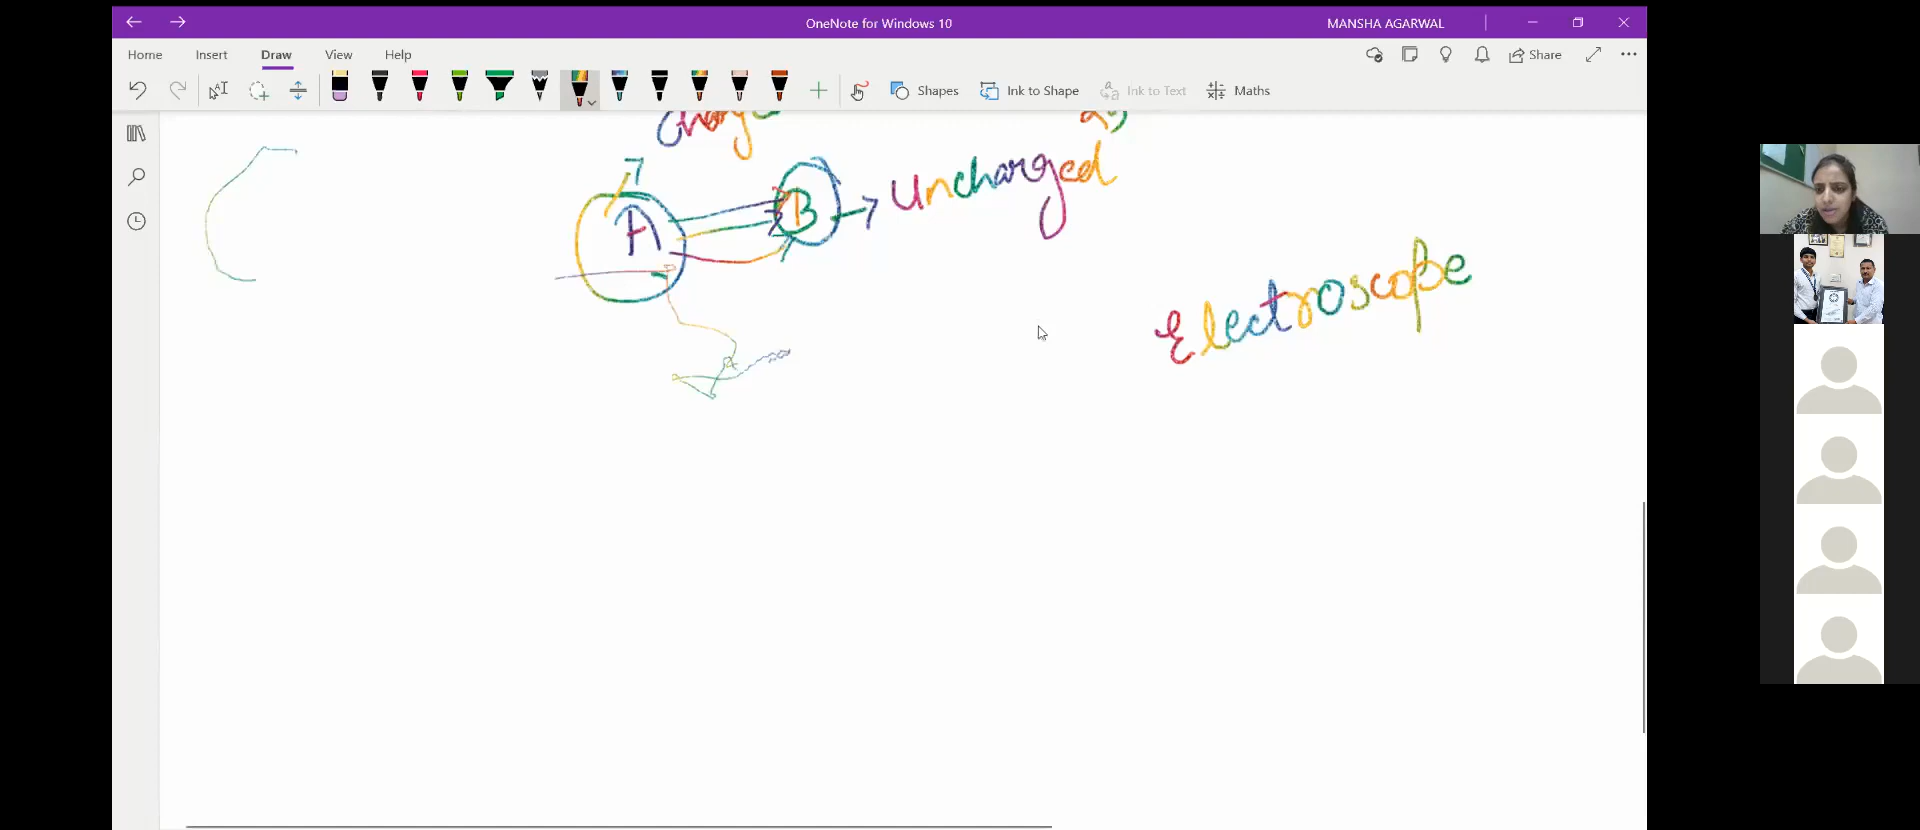 OneNote for Windows 10
MANSHA AGARWAL
Home Insert Draw View Help
Share
Shapes
Ink to Shape
Ink to Text
Maths
A
B
uncharged
Electroscope